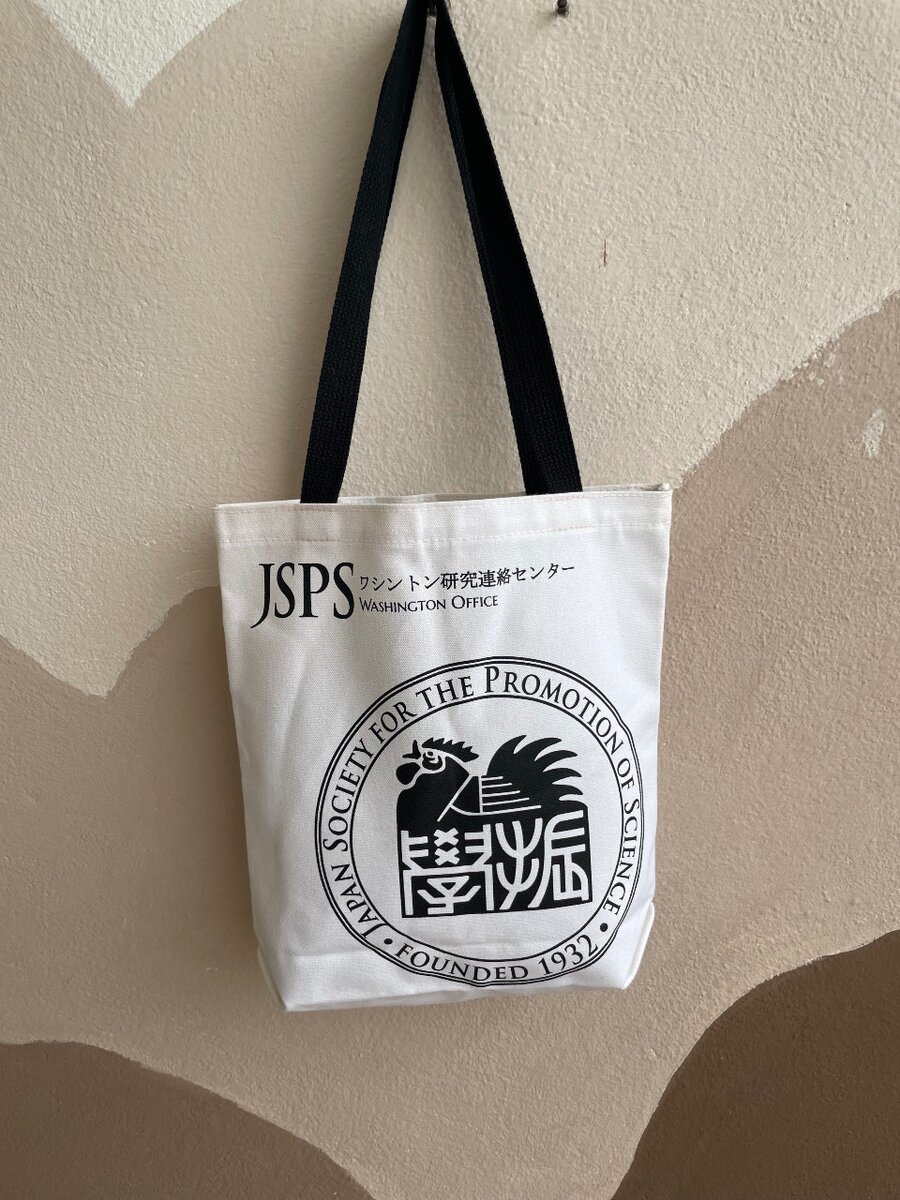 JSPS ワシントン研究連絡センター
WASHINGTON OFFICE
JAPAN SOCIETY FOR THE PROMOTION OF SCIENCE
學振
• FOUNDED 1932 •